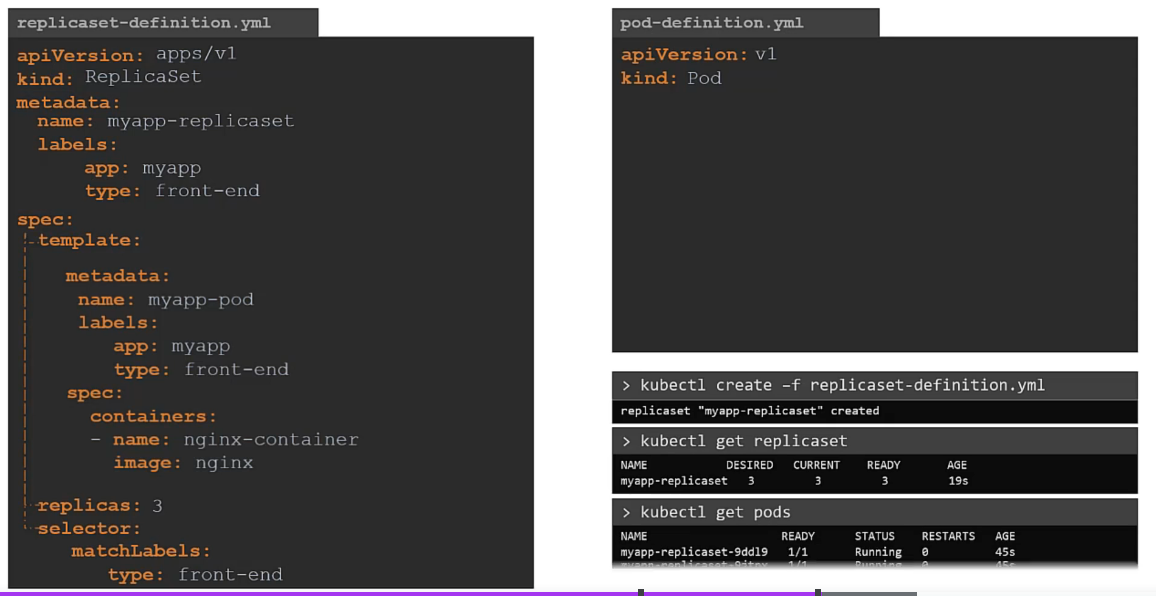 replicaset-definition.yml
apiVersion: apps/v1
kind: ReplicaSet
metadata:
name: myapp-replicaset
labels:
app: myapp
type: front-end
spec:
template:
metadata:
name: myapp-pod
labels:
app: myapp
type: front-end
spec:
containers:
- name: nginx-container
image: nginx
replicas: 3
selector:
matchLabels:
type: front-end
pod-definition.yml
apiVersion: v1
kind: Pod
> kubectl create –f replicaset-definition.yml
replicaset "myapp-replicaset" created
> kubectl get replicaset
NAME DESIRED CURRENT READY AGE
myapp-replicaset 3 3 3 19s
> kubectl get pods
NAME READY STATUS RESTARTS AGE
myapp-replicaset-9ddl9 1/1 Running 0 45s
1/1 Running 0 45s